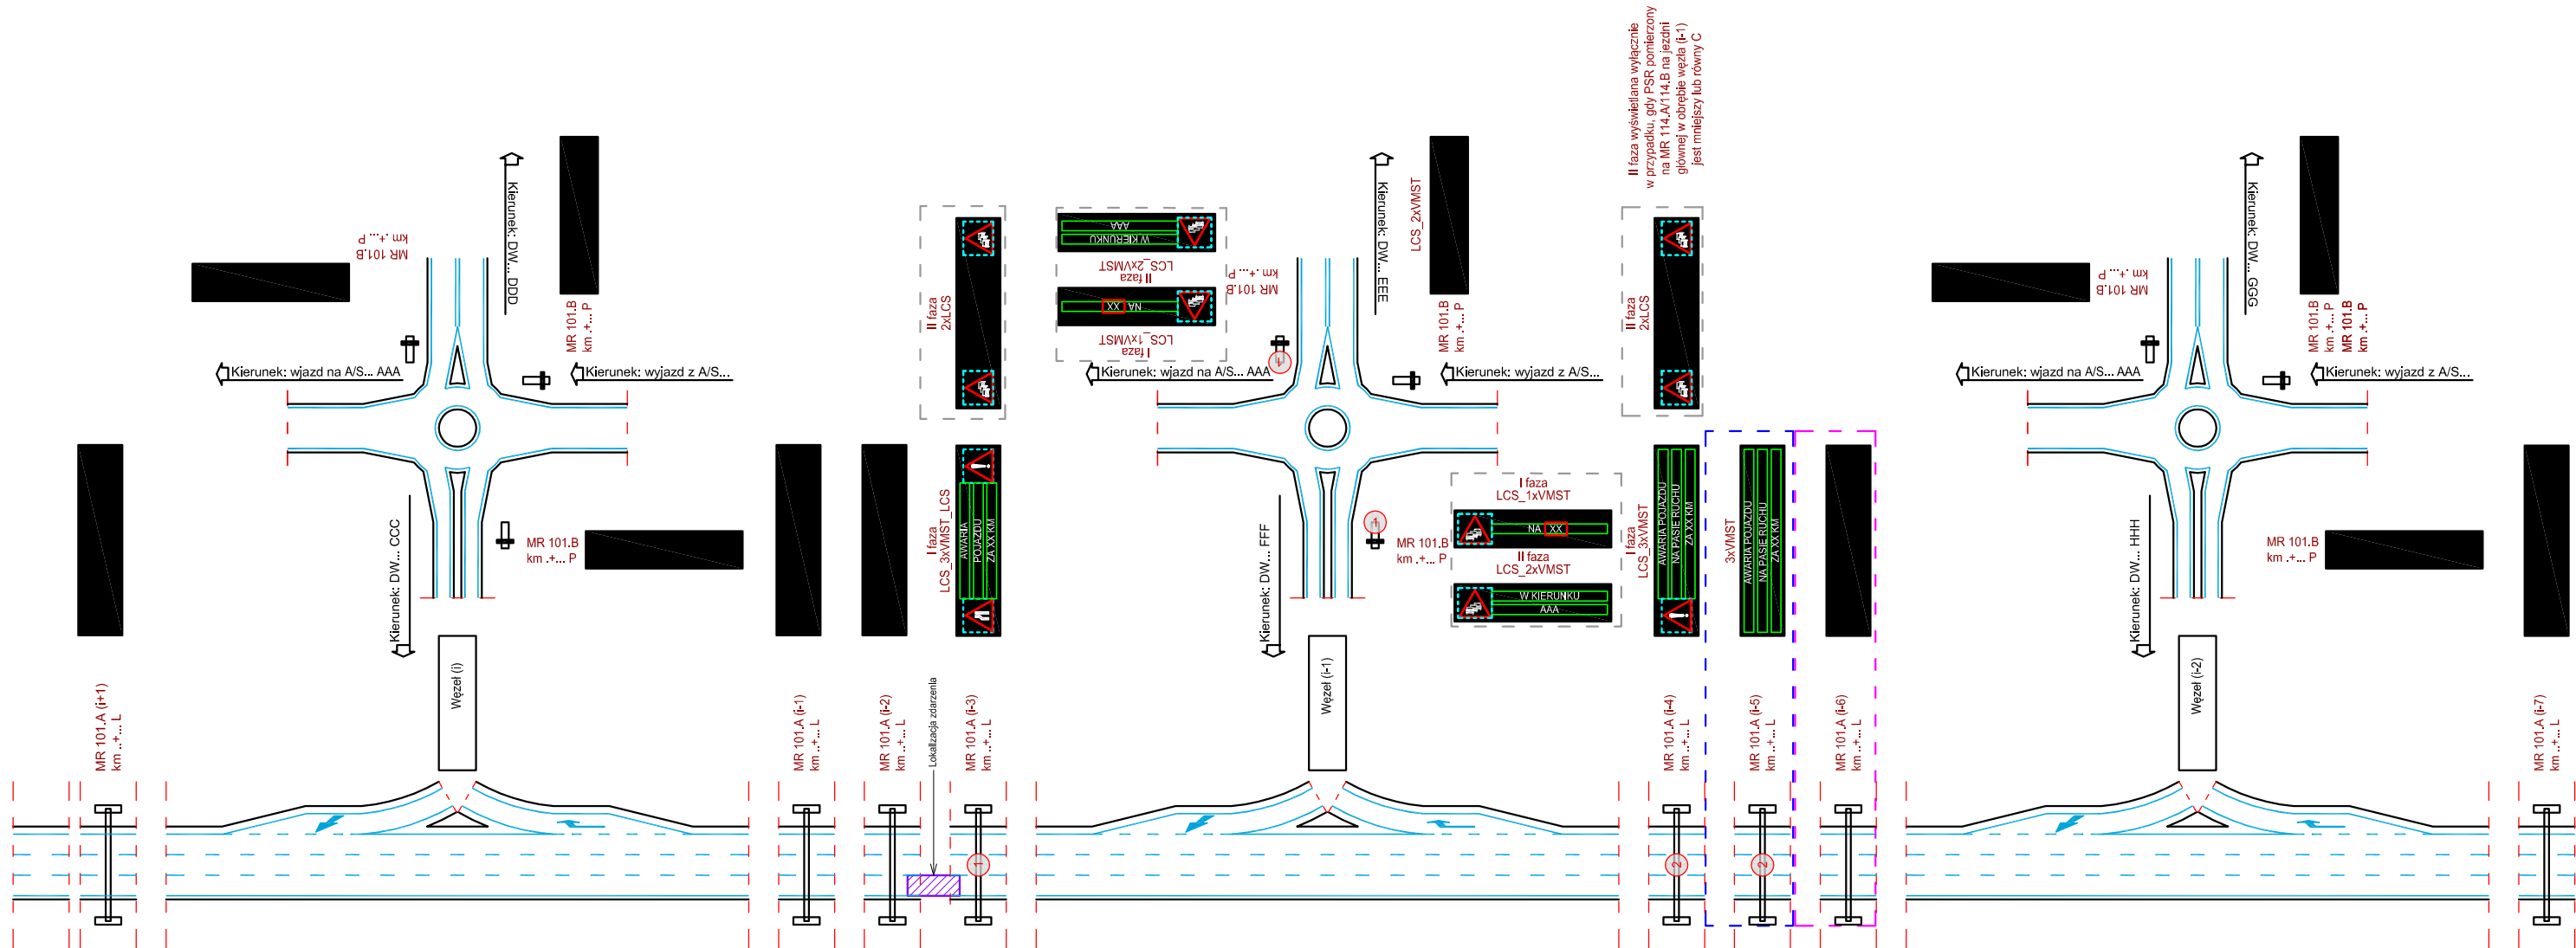 Kierunek: DW... DDD
MR 101.B
km .+... P
MR 101.B
km .+... P
Kierunek: wjazd na A/S... AAA
Kierunek: wyjazd z A/S...
Kierunek: DW... CCC
MR 101.B
km .+... P
Węzeł (i)
MR 101.A (i+1)
km ..+... L
MR 101.A (i-1)
km ..+... L
MR 101.A (i-2)
km ..+... L
Lokalizacja zdarzenia
MR 101.A (i-3)
km ..+... L
1
II faza
2xLCS
I faza
LCS_3xVMST_LCS
AWARIA
POJAZDU
ZA XX KM
I faza
LCS_1xVMST
NA XX
II faza
LCS_2xVMST
W KIERUNKU
AAA
MR 101.B
km .+... P
1
Kierunek: DW... EEE
LCS_2xVMST
MR 101.B
km .+... P
Kierunek: wjazd na A/S... AAA
Kierunek: wyjazd z A/S...
Kierunek: DW... FFF
1
MR 101.B
km .+... P
I faza
LCS_1xVMST
NA XX
II faza
LCS_2xVMST
W KIERUNKU
AAA
Węzeł (i-1)
II faza wyświetlana wyłącznie
w przypadku, gdy PSR pomierzony
na MR 114.A/114.B na jezdni
głównej w obrębie węzła (i-1)
jest mniejszy lub równy C
II faza
2xLCS
I faza
LCS_3xVMST
AWARIA POJAZDU
NA PASIE RUCHU
ZA XX KM
MR 101.A (i-4)
km ..+... L
2
3xVMST
AWARIA POJAZDU
NA PASIE RUCHU
ZA XX KM
MR 101.A (i-5)
km ..+... L
2
MR 101.A (i-6)
km ..+... L
Kierunek: DW... GGG
MR 101.B
km .+... P
MR 101.B
km .+... P
MR 101.B
km .+... P
Kierunek: wjazd na A/S... AAA
Kierunek: wyjazd z A/S...
Kierunek: DW... HHH
MR 101.B
km .+... P
Węzeł (i-2)
MR 101.A (i-7)
km ..+... L